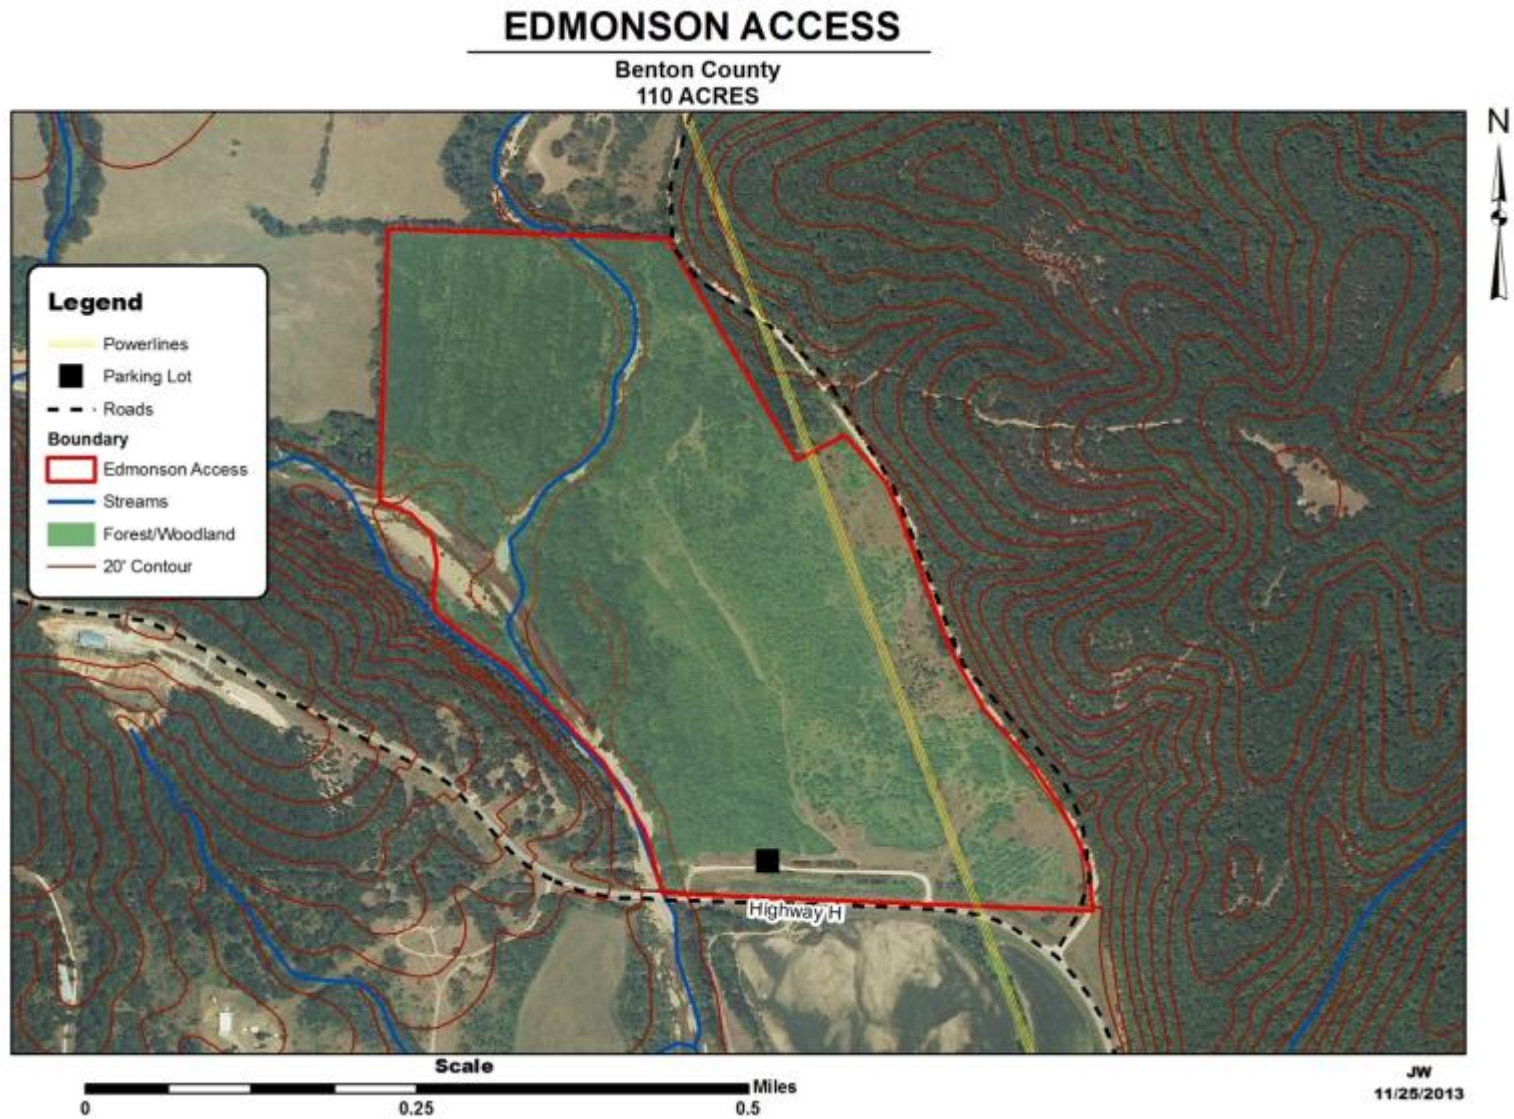 EDMONSON ACCESS
Benton County
110 ACRES
N
Legend
Powerlines
Parking Lot
Roads
Boundary
Edmonson Access
Streams
Forest/Woodland
20' Contour
Highway H
Scale
Miles
0 0.25 0.5
JW
11/25/2013